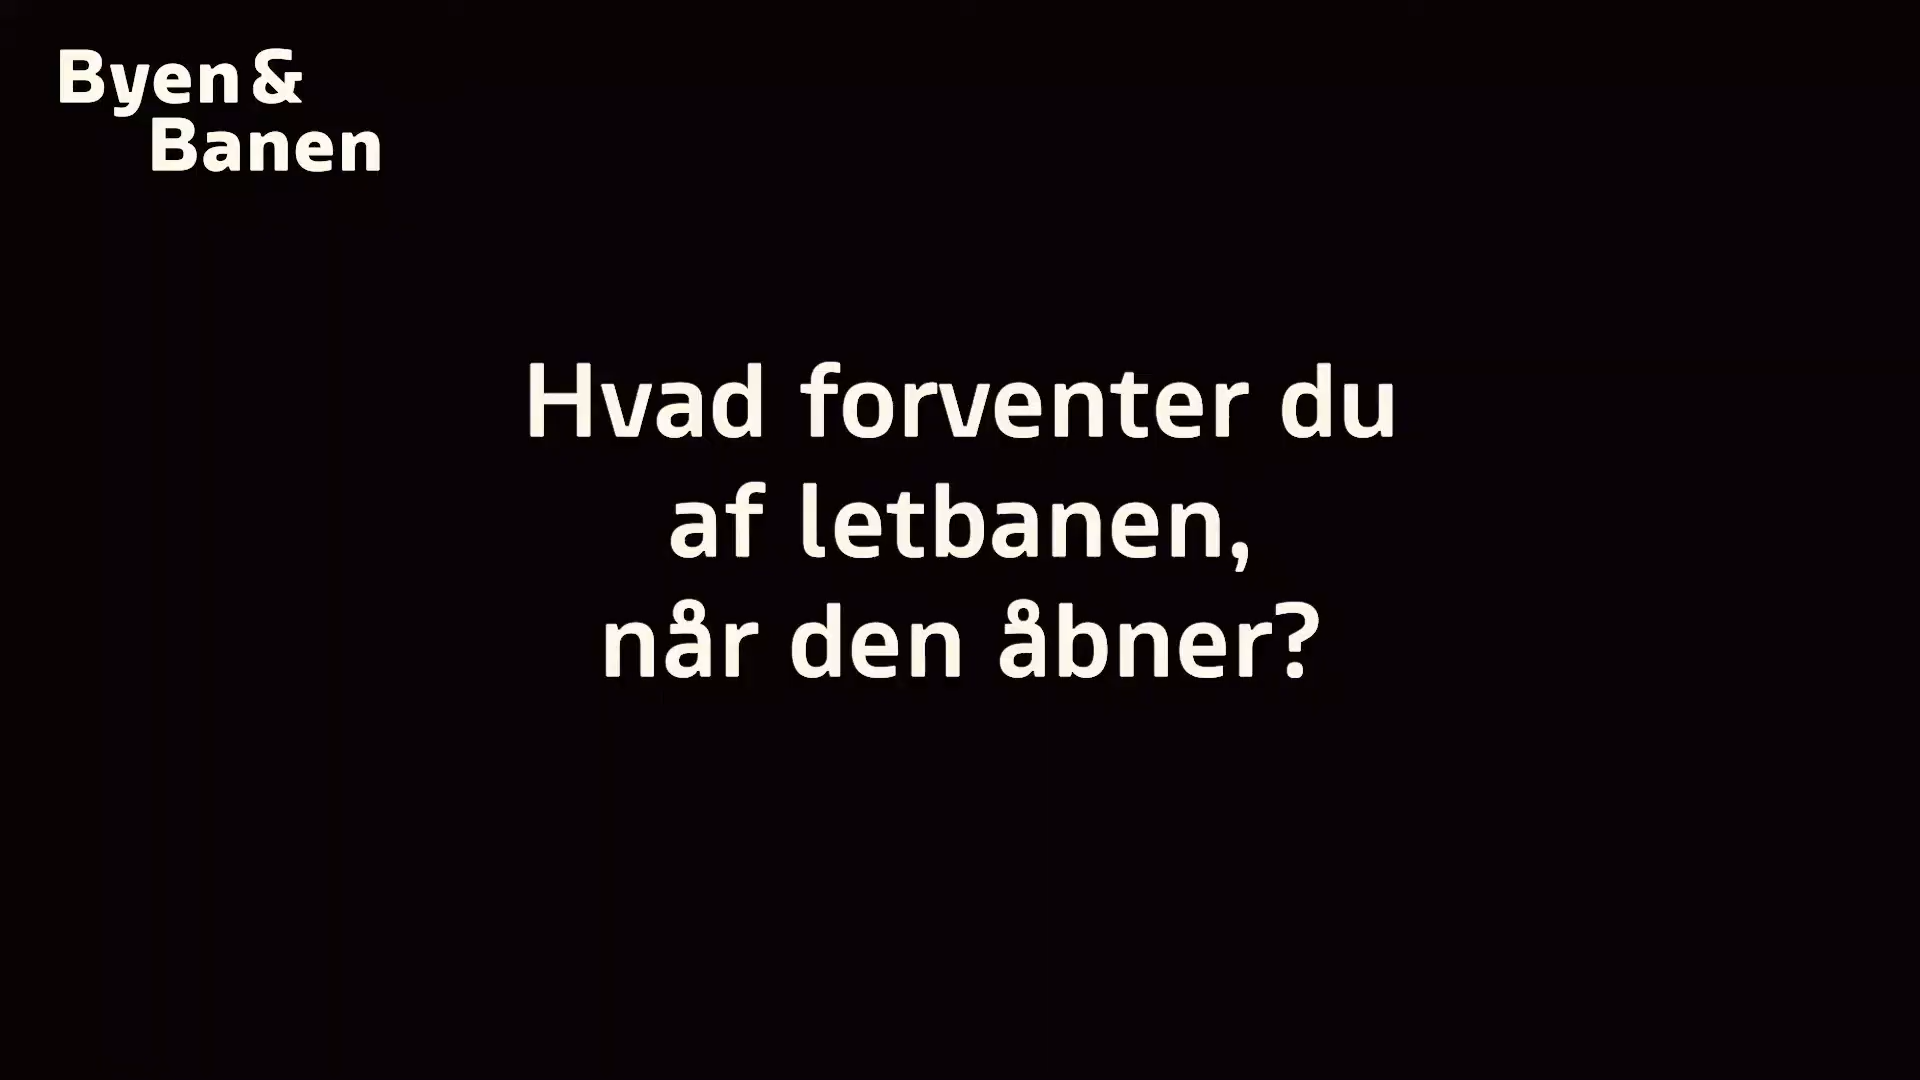 Byen &
Banen
Hvad forventer du
af letbanen,
når den åbner?